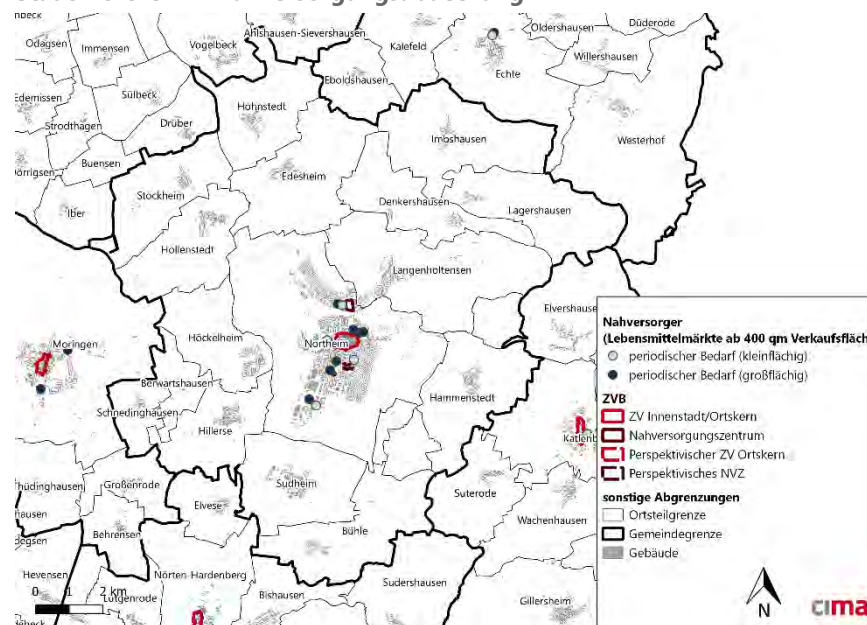 Ahlshausen-Sievershausen
Oldershausen
Düderode
Odagsen
Immensen
Vogelbeck
Kalefeld
Echte
Willershausen
Edemissen
Sülbeck
Eboldshausen
Strodthagen
Drüber
Hohnstedt
Imbshausen
Westerhof
Buensen
Edesheim
Iber
Stockheim
Denkershausen
Lagershausen
Hollenstedt
Langenholtensen
Elvershause
Moringen
Höckelheim
Northeim
Berwartshausen
Schnedinghausen
Hammenstedt
Hillerse
Katlenb
Thüdinghausen
Großenrode
Sudheim
Suterode
Elvese
Wachenhausen
Behrensen
Bühle
Hevensen
Nörten-Hardenberg
Lütgenrode
Bishausen
Sudershausen
Gillersheim
0 1 2 km
Nahversorger
(Lebensmittelmärkte ab 400 qm Verkaufsfläch
periodischer Bedarf (kleinflächig)
periodischer Bedarf (großflächig)
ZVB
ZV Innenstadt/Ortskern
Nahversorgungszentrum
Perspektivischer ZV Ortskern
Perspektivisches NVZ
sonstige Abgrenzungen
Ortsteilgrenze
Gemeindegrenze
Gebäude
N
cima